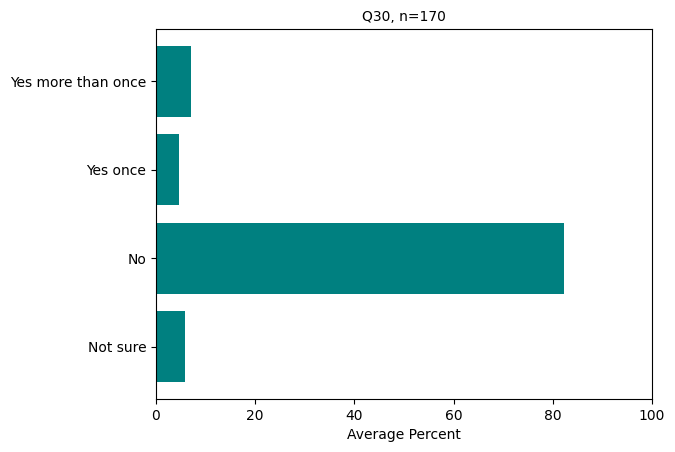 Q30, n=170
Yes more than once
Yes once
No
Not sure
0 20 40 60 80 100
Average Percent